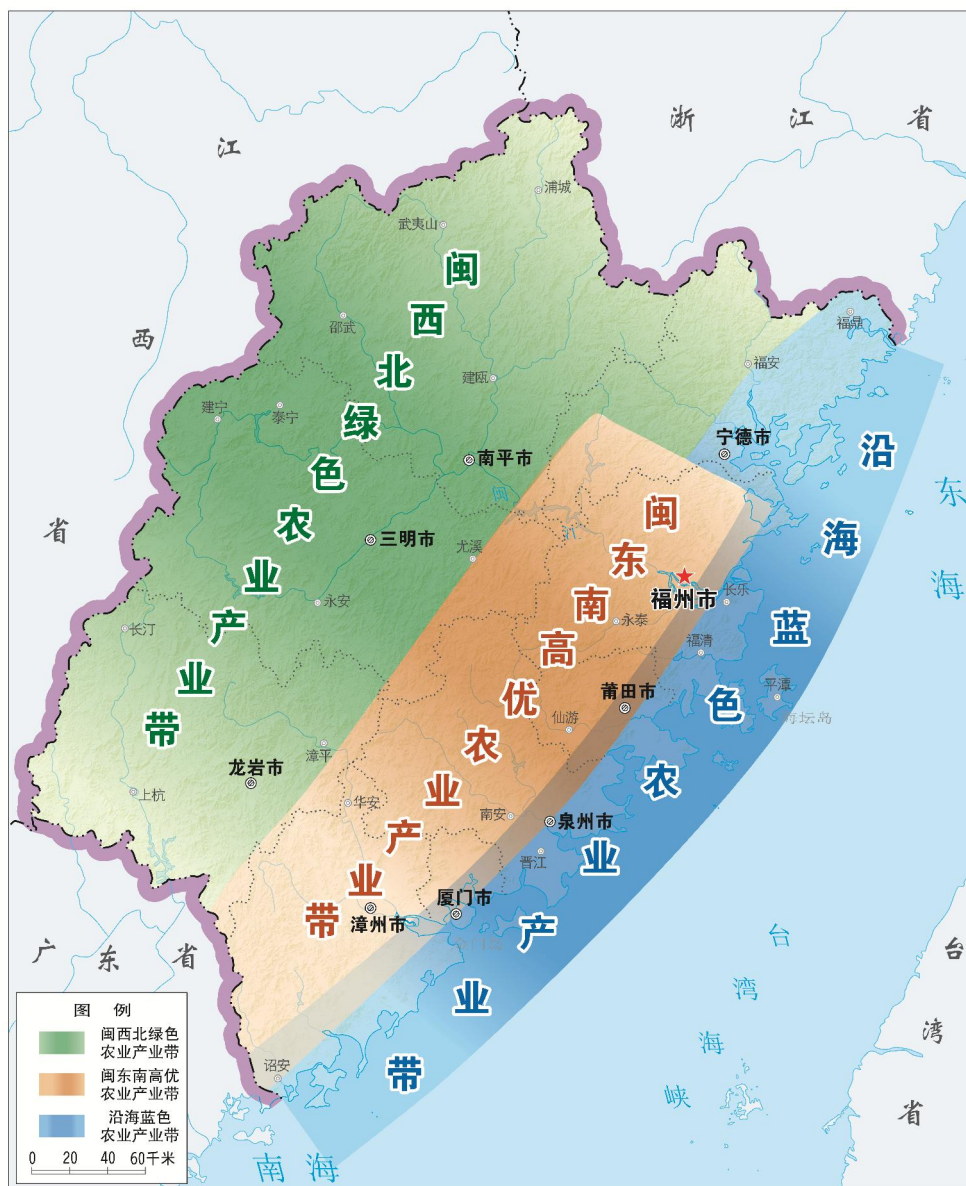 浙江省
江西省
广东省
台湾省
东海
台湾海峡
南海
闽西北绿色农业产业带
闽东南高优农业产业带
沿海蓝色农业产业带
浦城
武夷山
福鼎
邵武
福安
建瓯
建宁
泰宁
宁德市
南平市
闽
江
三明市
尤溪
福州市
长乐
永安
永泰
长汀
福清
平潭
莆田市
仙游
漳平
龙岩市
上杭
华安
南安
泉州市
晋江
厦门市
漳州市
诏安
图 例
闽西北绿色
农业产业带
闽东南高优
农业产业带
沿海蓝色
农业产业带
0 20 40 60千米